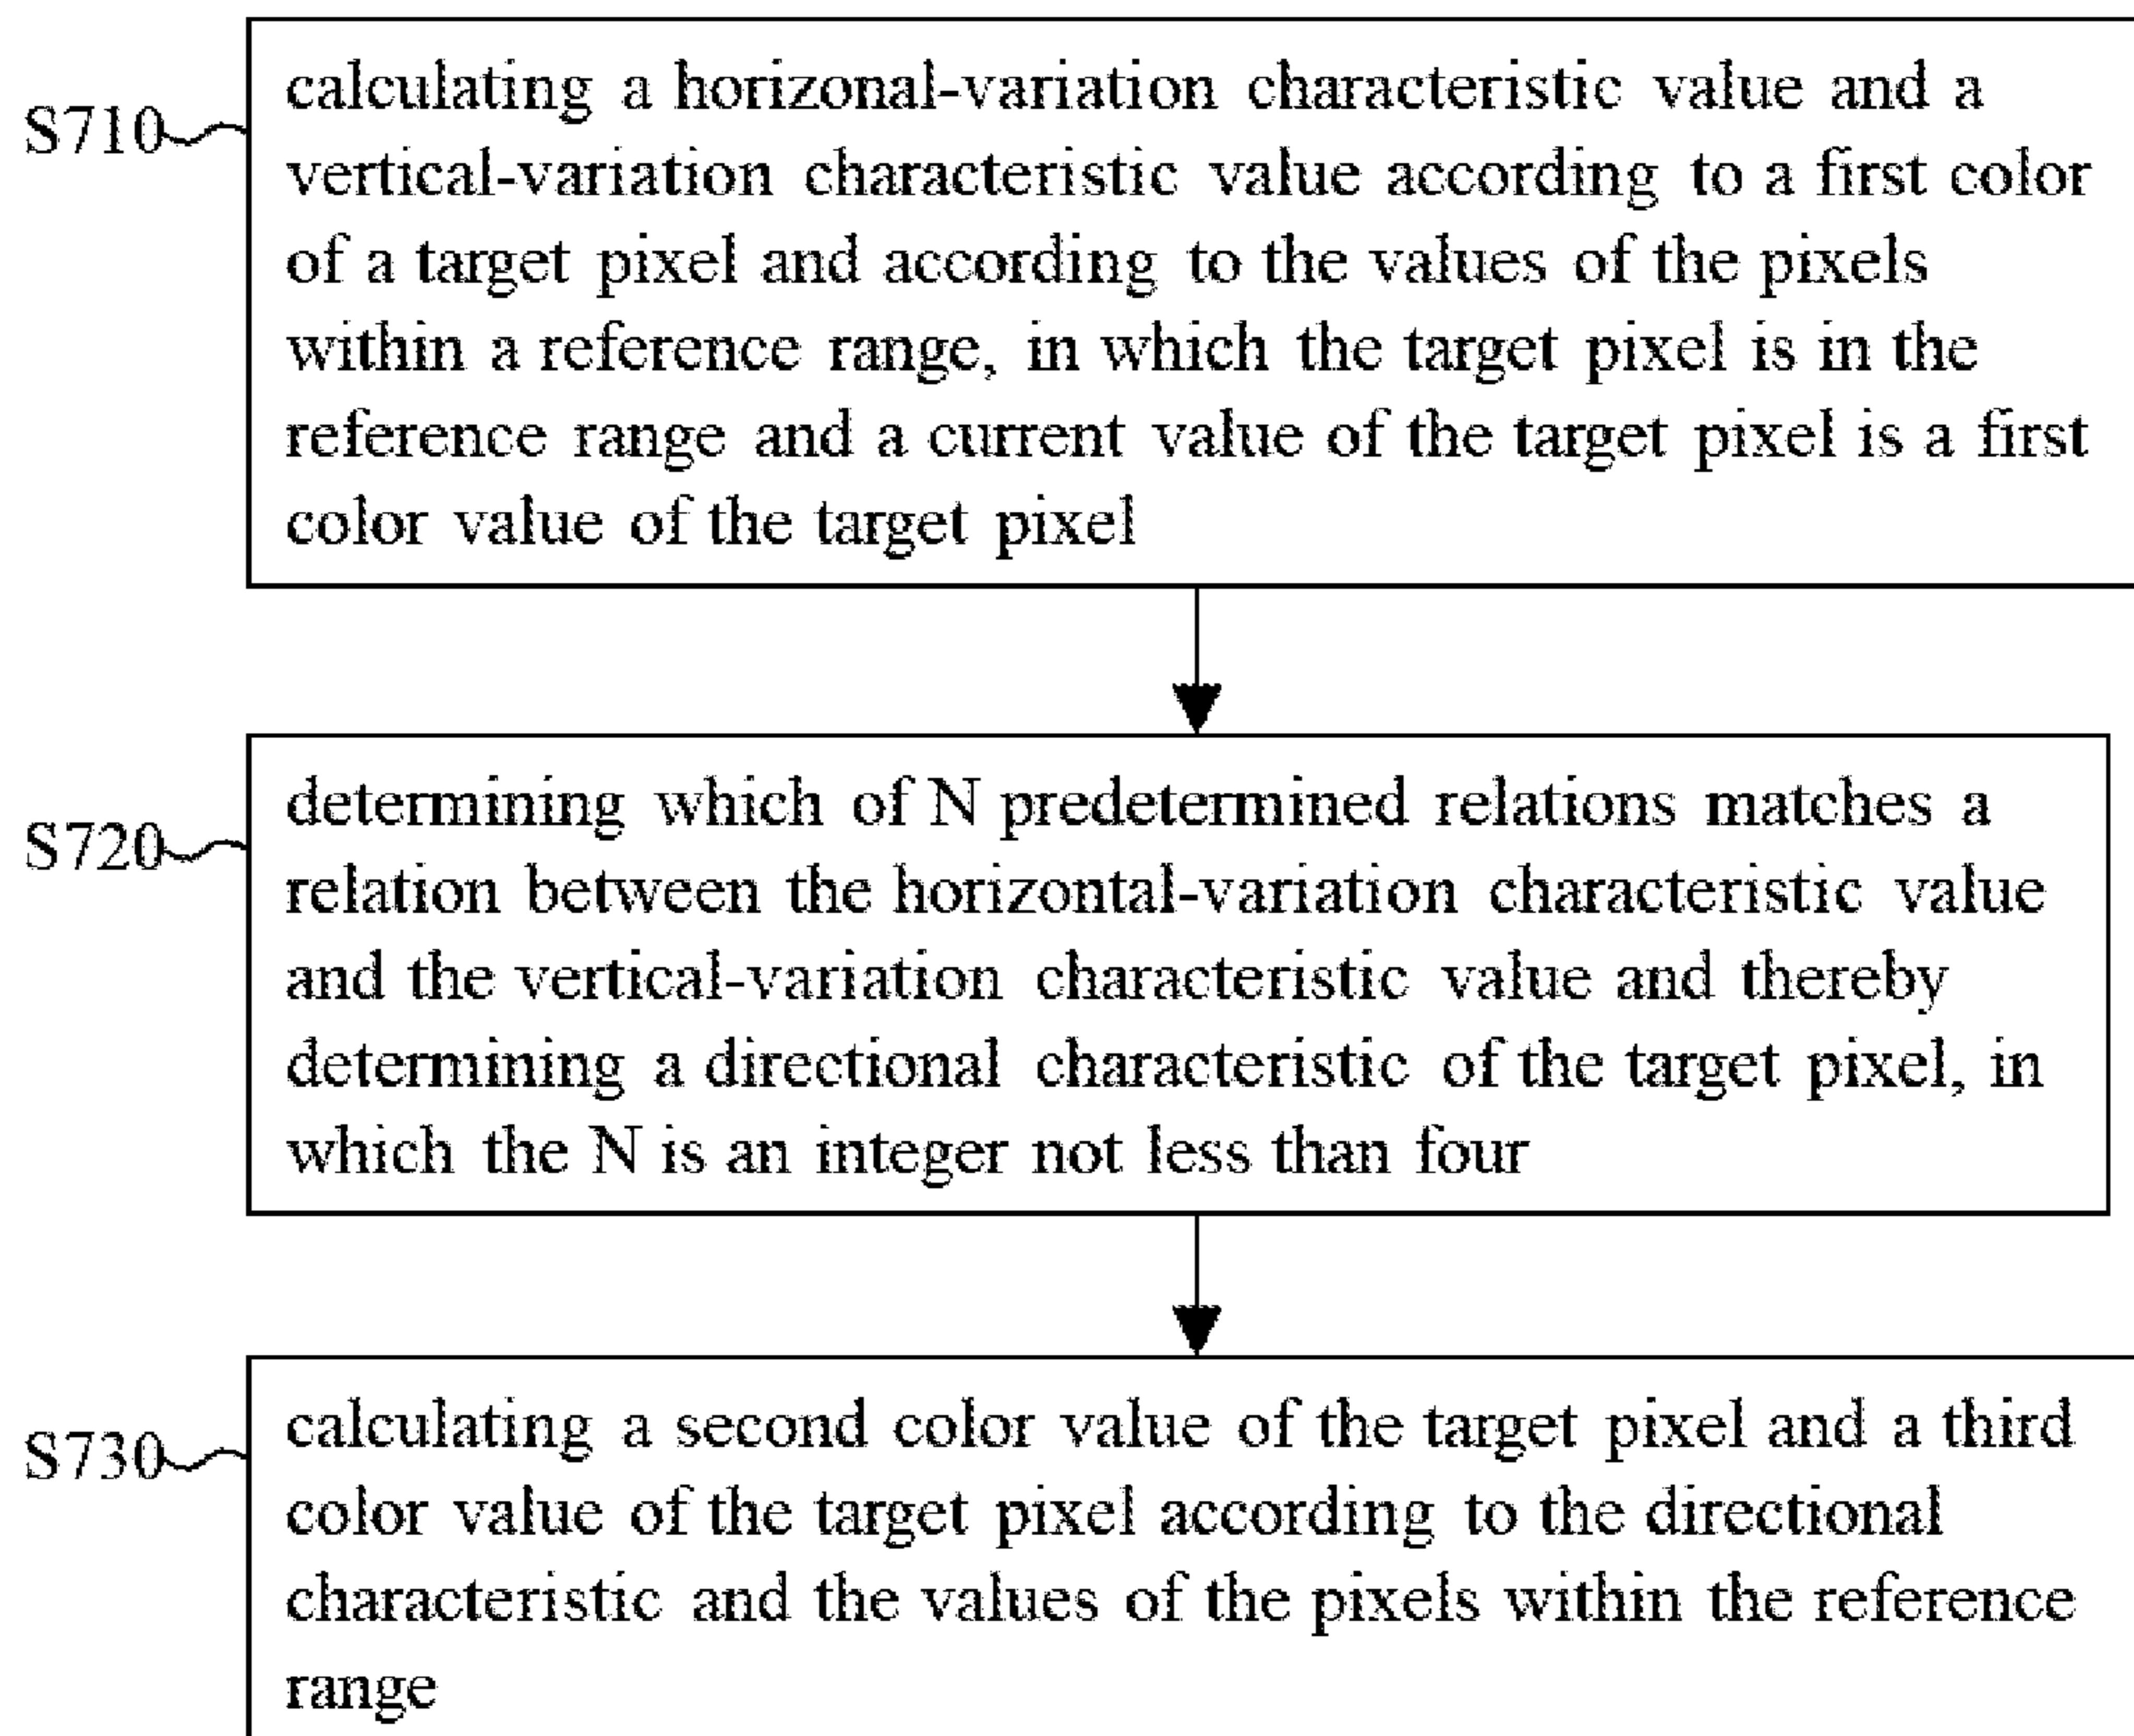 S710
calculating a horizonal-variation characteristic value and a
vertical-variation characteristic value according to a first color
of a target pixel and according to the values of the pixels
within a reference range, in which the target pixel is in the
reference range and a current value of the target pixel is a first
color value of the target pixel
S720
determining which of N predetermined relations matches a
relation between the horizontal-variation characteristic value
and the vertical-variation characteristic value and thereby
determining a directional characteristic of the target pixel, in
which the N is an integer not less than four
S730
calculating a second color value of the target pixel and a third
color value of the target pixel according to the directional
characteristic and the values of the pixels within the reference
range